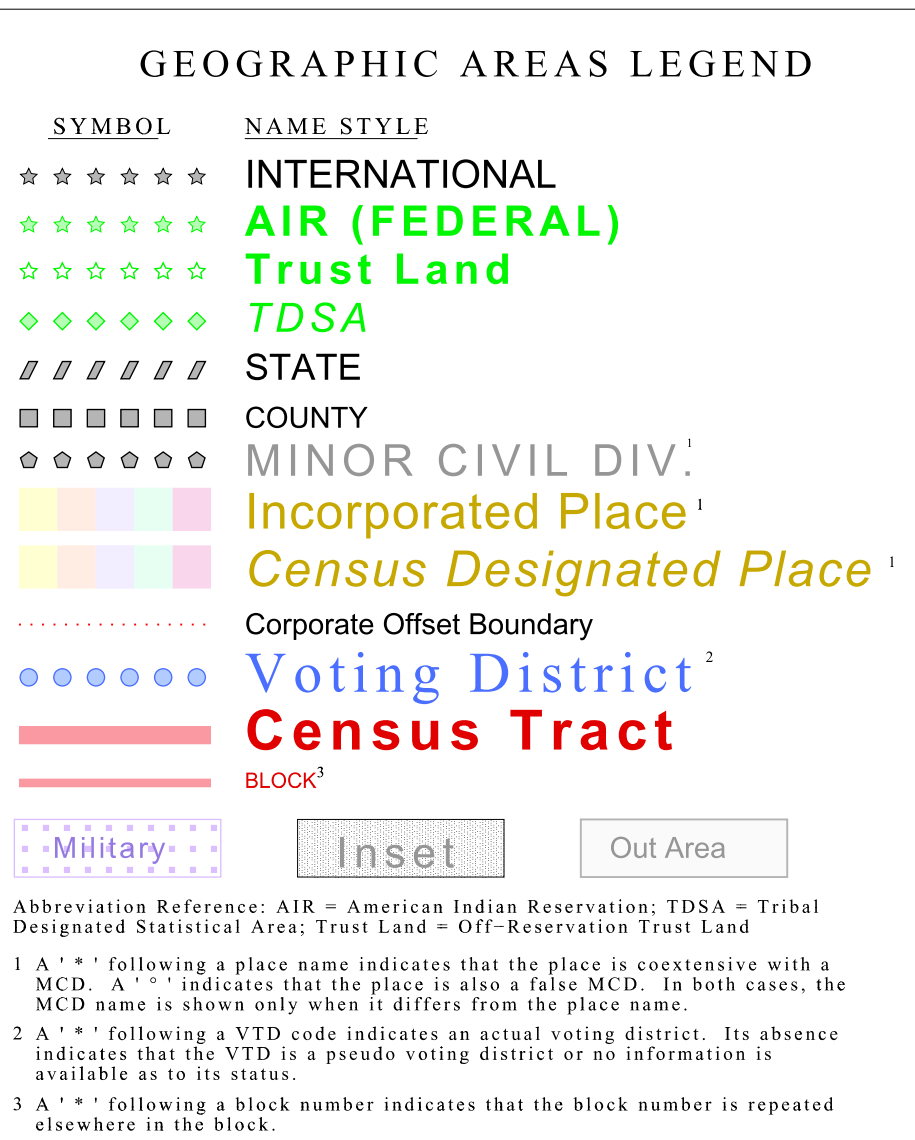 GEOGRAPHIC AREAS LEGEND
SYMBOL NAME STYLE
INTERNATIONAL
AIR (FEDERAL)
Trust Land
TDSA
STATE
COUNTY
MINOR CIVIL DIV.¹
Incorporated Place ¹
Census Designated Place ¹
Corporate Offset Boundary
Voting District ²
Census Tract
BLOCK³
Military Inset Out Area
Abbreviation Reference: AIR = American Indian Reservation; TDSA = Tribal
Designated Statistical Area; Trust Land = Off−Reservation Trust Land
1 A ' * ' following a place name indicates that the place is coextensive with a
MCD. A ' ° ' indicates that the place is also a false MCD. In both cases, the
MCD name is shown only when it differs from the place name.
2 A ' * ' following a VTD code indicates an actual voting district. Its absence
indicates that the VTD is a pseudo voting district or no information is
available as to its status.
3 A ' * ' following a block number indicates that the block number is repeated
elsewhere in the block.